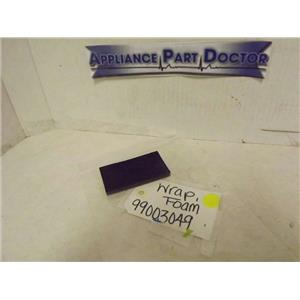 APPLIANCE PART DOCTOR
Wrap,
Foam
99003049